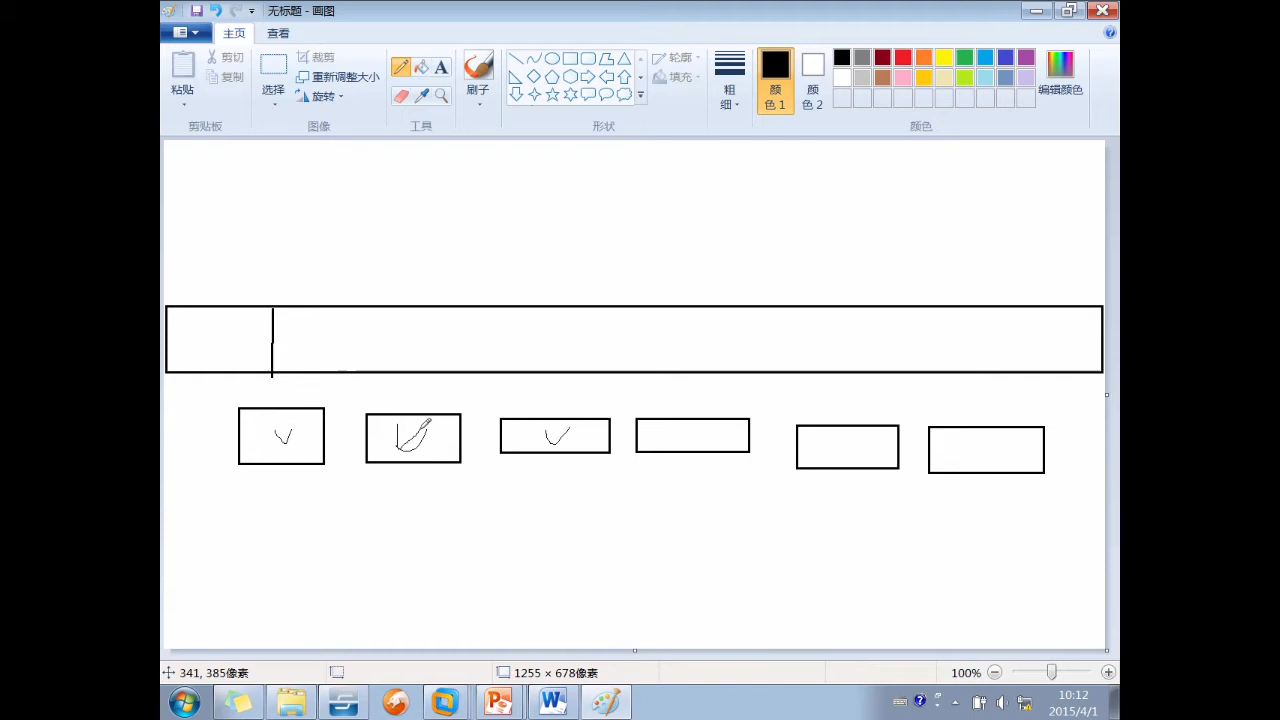 无标题 - 画图
主页
查看
粘贴
剪切
复制
剪贴板
选择
裁剪
重新调整大小
旋转
图像
A
工具
刷子
形状
轮廓
填充
粗
细
颜
色 1
颜
色 2
编辑颜色
颜色
341, 385像素
1255 × 678像素
100%
10:12
2015/4/1